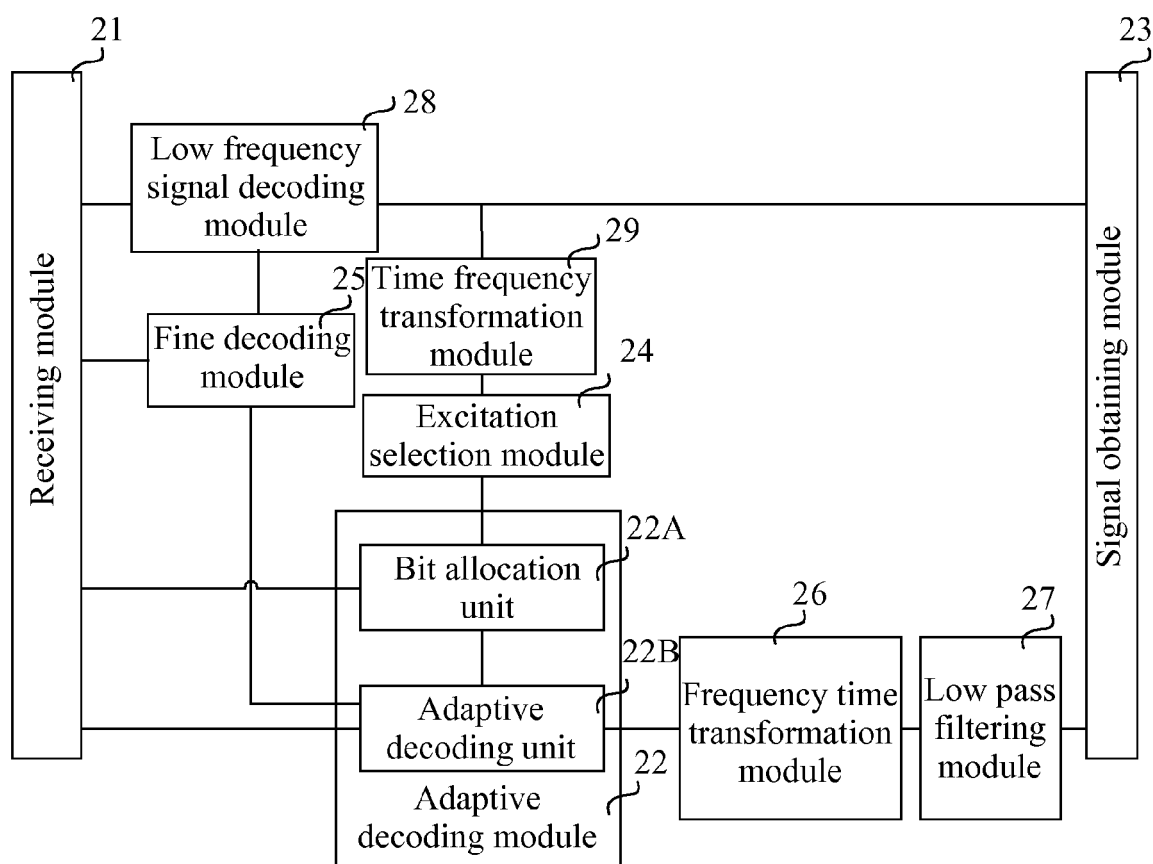 21
23
28
Low frequency
signal decoding
module
29
Time frequency
transformation
module
25
Fine decoding
module
24
Excitation
selection module
Receiving module
Signal obtaining module
22A
Bit allocation
unit
22B
Adaptive
decoding unit
22
Adaptive
decoding module
26
Frequency time
transformation
module
27
Low pass
filtering
module